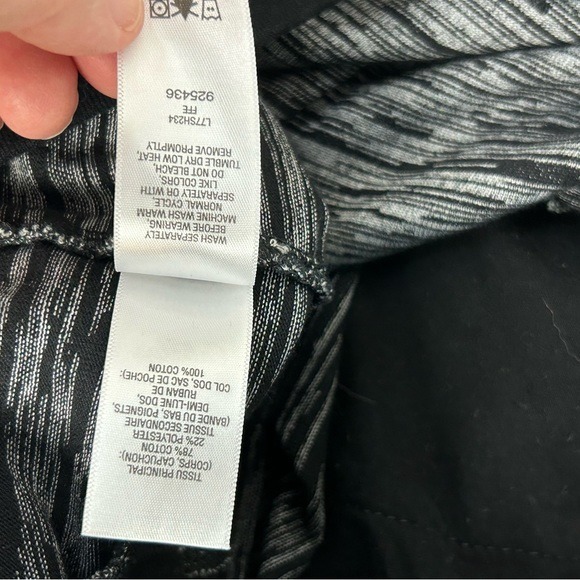 WASH SEPARATELY
BEFORE WEARING.
MACHINE WASH WARM
NORMAL CYCLE.
SEPARATELY OR WITH
LIKE COLORS,
DO NOT BLEACH,
TUMBLE DRY LOW HEAT,
REMOVE PROMPTLY
L77SH234
FFE
925436
TISSU PRINCIPAL
(CORPS, CAPUCHON):
78% COTON
22% POLYESTER
TISSUE SECONDAIRE
(BANDE DU BAS, POIGNETS,
DEMI-LUNE DOS,
RUBAN DE
COL DOS, SAC DE POCHE):
100% COTON